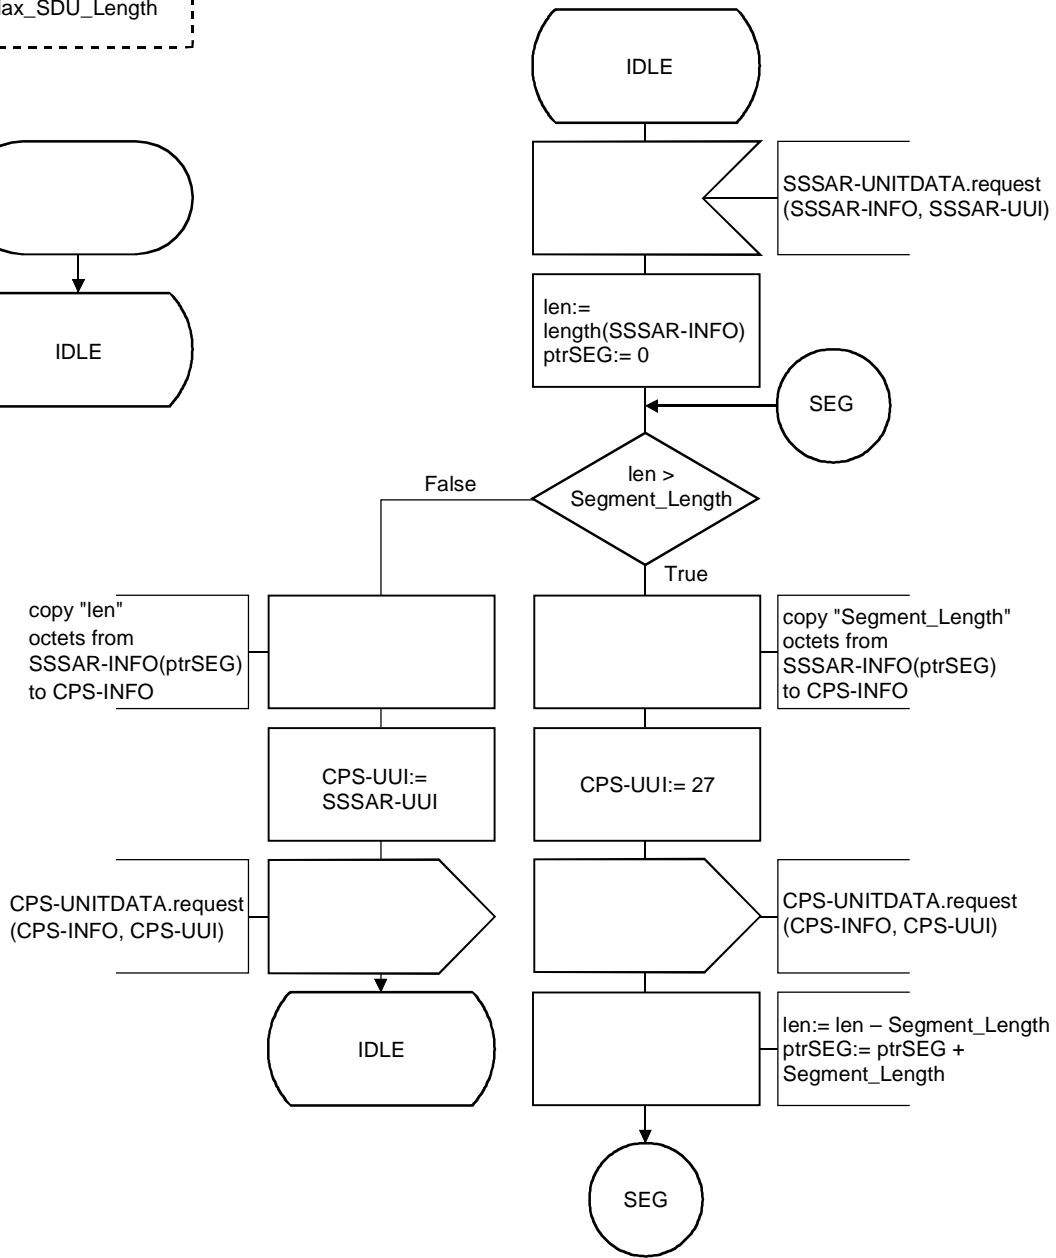 ax_SDU_Length
IDLE
SSSAR-UNITDATA.request
(SSSAR-INFO, SSSAR-UUI)
IDLE
len:=
length(SSSAR-INFO)
ptrSEG:= 0
SEG
len >
Segment_Length
False
True
copy "len"
octets from
SSSAR-INFO(ptrSEG)
to CPS-INFO
copy "Segment_Length"
octets from
SSSAR-INFO(ptrSEG)
to CPS-INFO
CPS-UUI:=
SSSAR-UUI
CPS-UUI:= 27
CPS-UNITDATA.request
(CPS-INFO, CPS-UUI)
CPS-UNITDATA.request
(CPS-INFO, CPS-UUI)
IDLE
len:= len – Segment_Length
ptrSEG:= ptrSEG +
Segment_Length
SEG